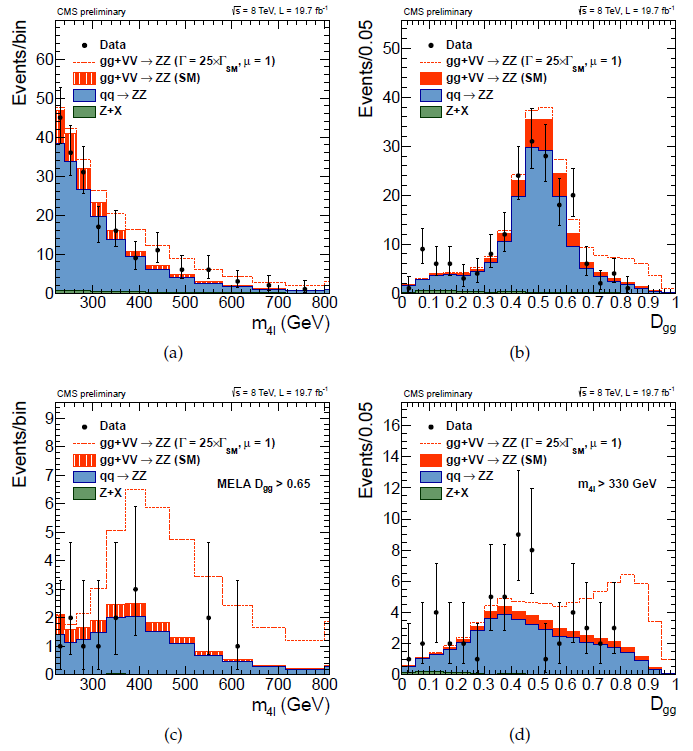 CMS preliminary √s = 8 TeV, L = 19.7 fb⁻¹
Events/bin
60
50
40
30
20
10
0
Data
gg+VV→ZZ (Γ = 25×Γ_SM, μ = 1)
gg+VV→ZZ (SM)
qq→ZZ
Z+X
300 400 500 600 700 800
m_4l (GeV)
(a)
CMS preliminary √s = 8 TeV, L = 19.7 fb⁻¹
Events/0.05
50
40
30
20
10
0
Data
gg+VV→ZZ (Γ = 25×Γ_SM, μ = 1)
gg+VV→ZZ (SM)
qq→ZZ
Z+X
0 0.1 0.2 0.3 0.4 0.5 0.6 0.7 0.8 0.9 1
D_gg
(b)
CMS preliminary √s = 8 TeV, L = 19.7 fb⁻¹
Events/bin
9
8
7
6
5
4
3
2
1
0
Data
gg+VV→ZZ (Γ = 25×Γ_SM, μ = 1)
gg+VV→ZZ (SM)
qq→ZZ
Z+X
MELA D_gg > 0.65
300 400 500 600 700 800
m_4l (GeV)
(c)
CMS preliminary √s = 8 TeV, L = 19.7 fb⁻¹
Events/0.05
16
14
12
10
8
6
4
2
0
Data
gg+VV→ZZ (Γ = 25×Γ_SM, μ = 1)
gg+VV→ZZ (SM)
qq→ZZ
Z+X
m_4l > 330 GeV
0 0.1 0.2 0.3 0.4 0.5 0.6 0.7 0.8 0.9 1
D_gg
(d)